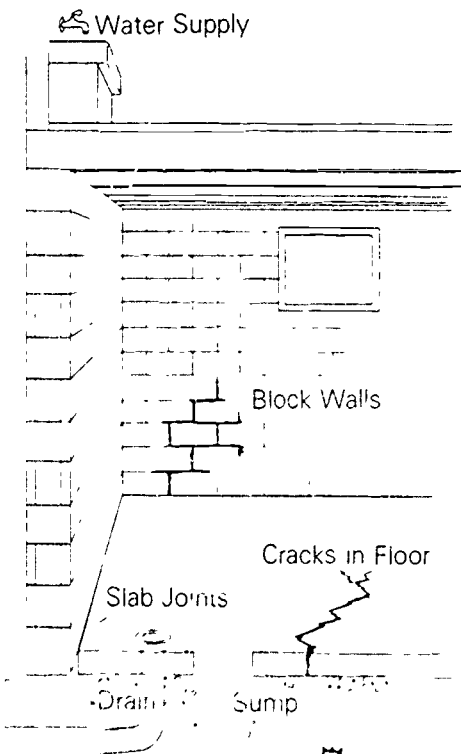 Water Supply
Block Walls
Cracks in Floor
Slab Joints
Drain
Sump